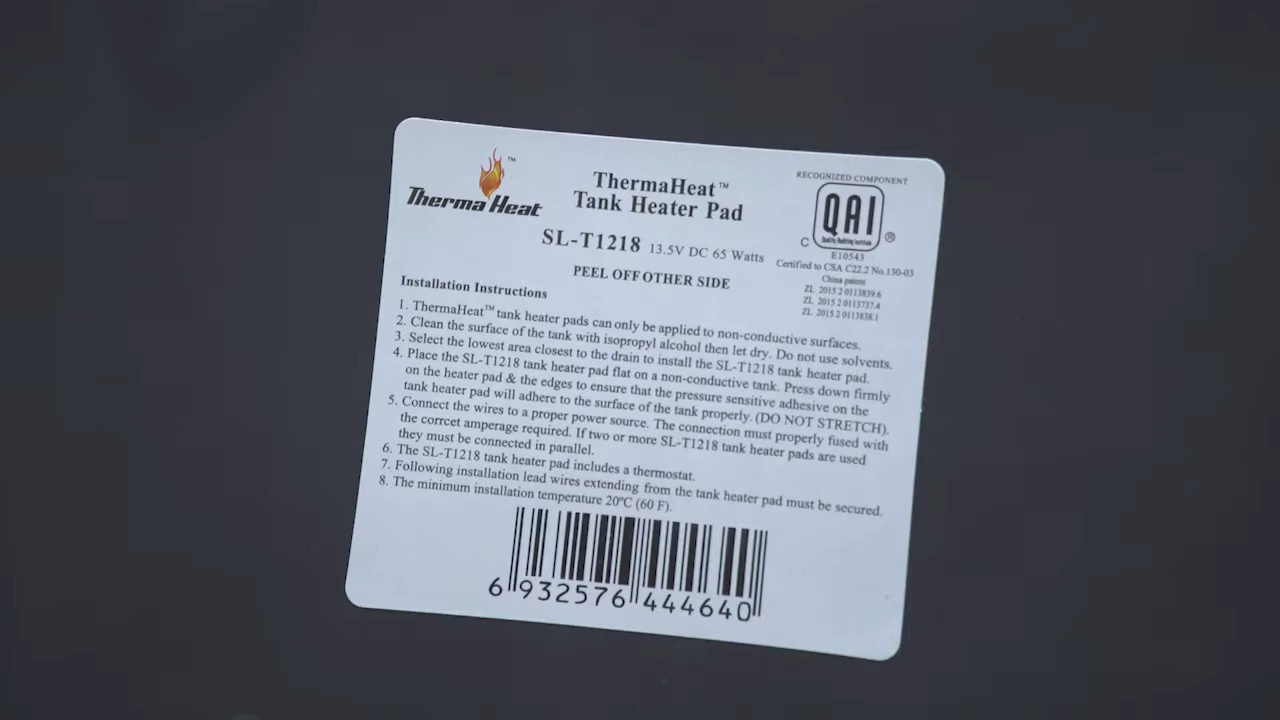 Therma Heat™
ThermaHeat™
Tank Heater Pad
SL-T1218 13.5V DC 65 Watts
PEEL OFF OTHER SIDE
RECOGNIZED COMPONENT
QAI
Quality Auditing Institute
C ®
E10543
Certified to CSA C22.2 No.130-03
China patent
ZL 2015 2 0113839.6
ZL 2015 2 0113737.4
ZL 2015 2 0113838.1
Installation Instructions
1. ThermaHeat™ tank heater pads can only be applied to non-conductive surfaces.
2. Clean the surface of the tank with isopropyl alcohol then let dry. Do not use solvents.
3. Select the lowest area closest to the drain to install the SL-T1218 tank heater pad.
4. Place the SL-T1218 tank heater pad flat on a non-conductive tank. Press down firmly
on the heater pad & the edges to ensure that the pressure sensitive adhesive on the
tank heater pad will adhere to the surface of the tank properly. (DO NOT STRETCH).
5. Connect the wires to a proper power source. The connection must properly fused with
the corrcet amperage required. If two or more SL-T1218 tank heater pads are used
they must be connected in parallel.
6. The SL-T1218 tank heater pad includes a thermostat.
7. Following installation lead wires extending from the tank heater pad must be secured.
8. The minimum installation temperature 20ºC (60 F).
6 932576 444640